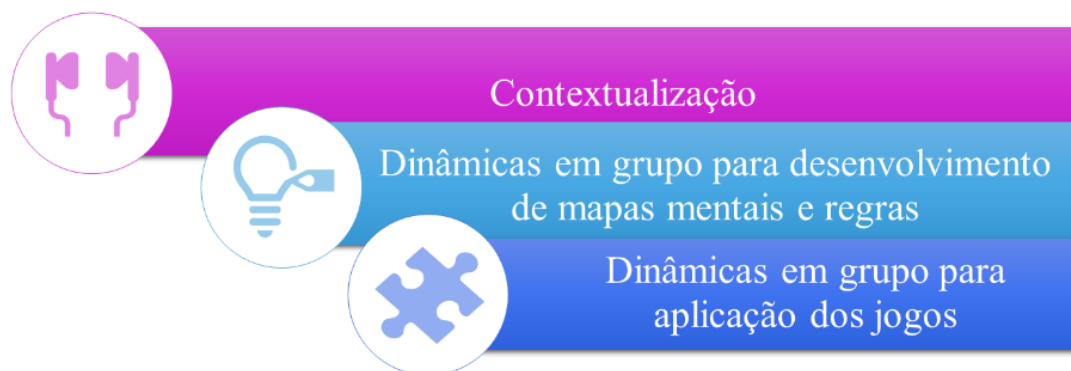 Contextualização
Dinâmicas em grupo para desenvolvimento
de mapas mentais e regras
Dinâmicas em grupo para
aplicação dos jogos